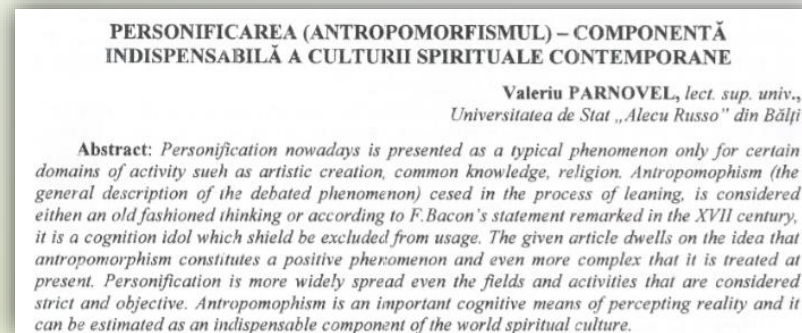 PERSONIFICAREA (ANTROPOMORFISMUL) – COMPONENTĂ
INDISPENSABILĂ A CULTURII SPIRITUALE CONTEMPORANE
Valeriu PARNOVEL, lect. sup. univ.,
Universitatea de Stat „Alecu Russo” din Bălți
Abstract: Personification nowadays is presented as a typical phenomenon only for certain
domains of activity sueh as artistic creation, common knowledge, religion. Antropomophism (the
general description of the debated phenomenon) cesed in the process of leaning, is considered
eithen an old fashioned thinking or according to F.Bacon's statement remarked in the XVII century,
it is a cognition idol which shield be excluded from usage. The given article dwells on the idea that
antropomorphism constitutes a positive phenomenon and even more complex that it is treated at
present. Personification is more widely spread even the fields and activities that are considered
strict and objective. Antropomophism is an important cognitive means of percepting reality and it
can be estimated as an indispensable component of the world spiritual culture.